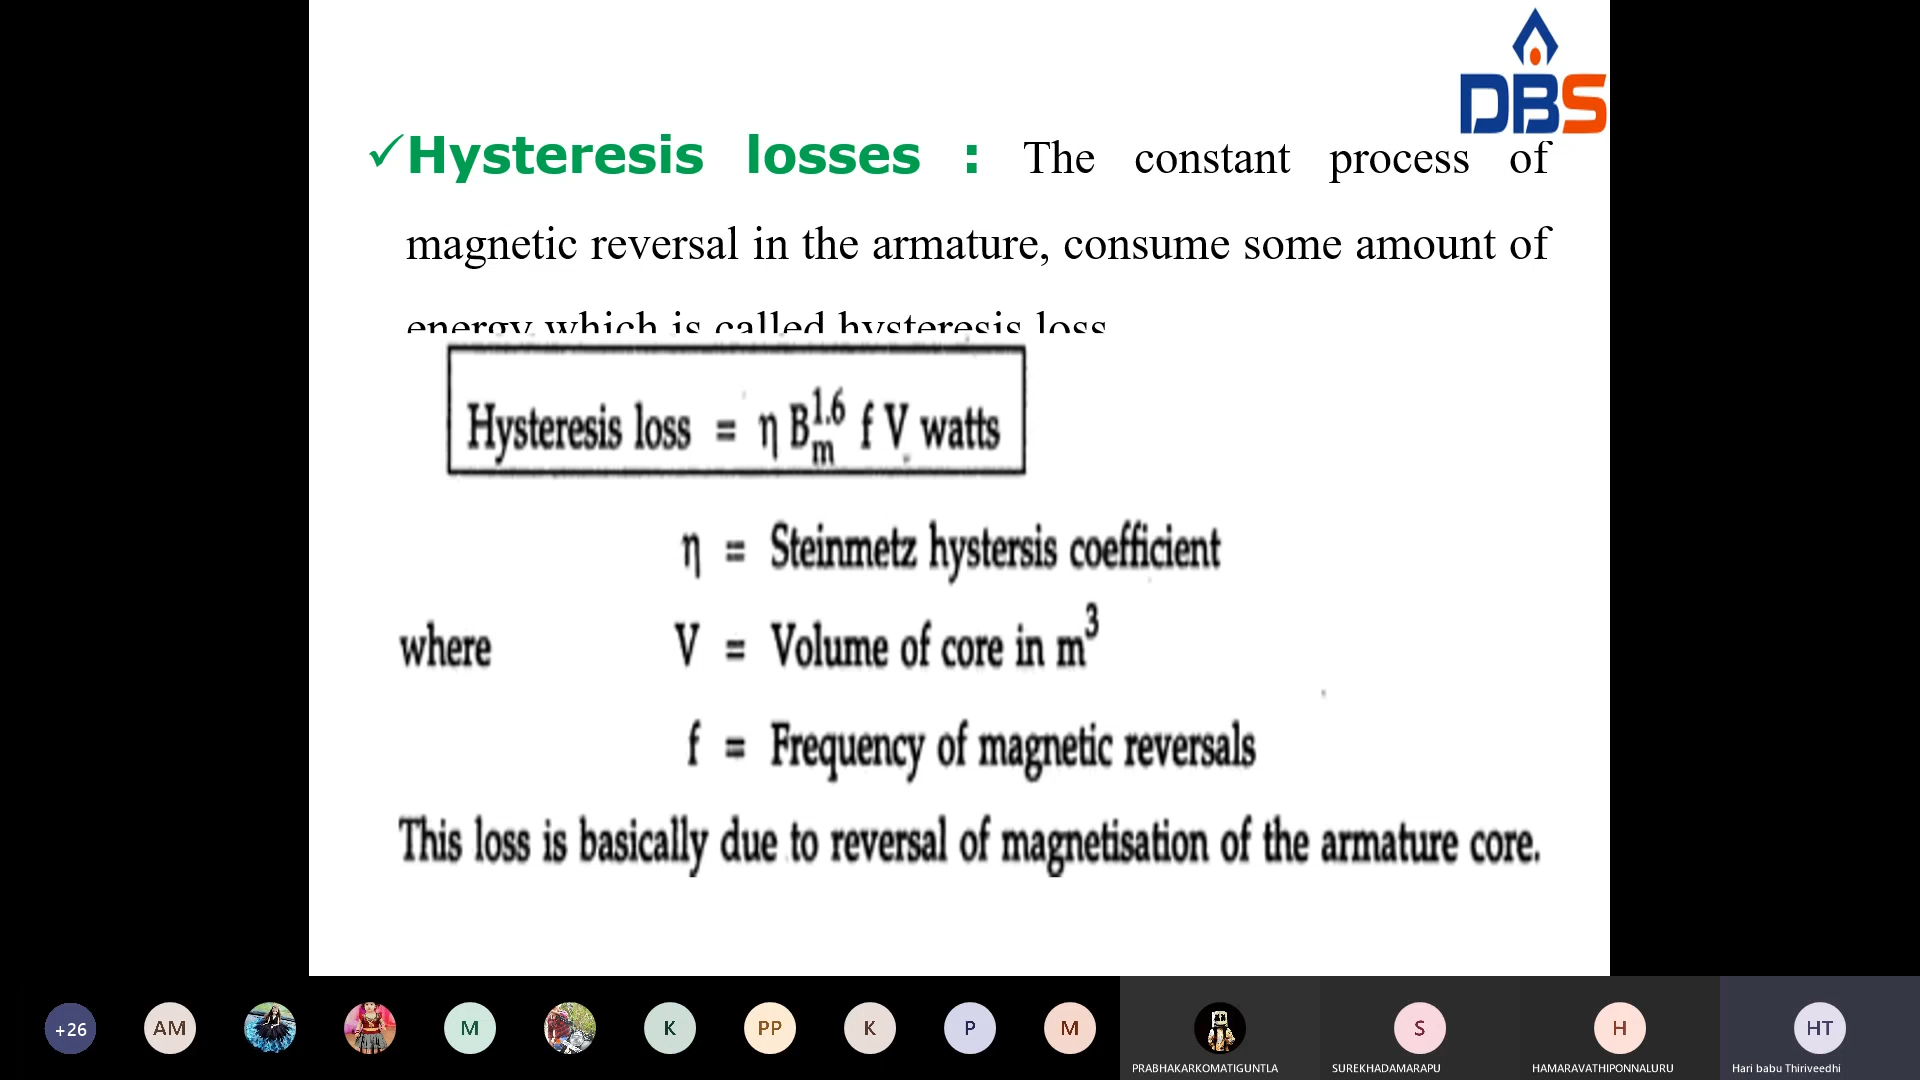 DBS
✓Hysteresis losses : The constant process of
magnetic reversal in the armature, consume some amount of
energy which is called hysteresis loss
Hysteresis loss = η B_m^1.6 f V watts
η = Steinmetz hystersis coefficient
where V = Volume of core in m³
f = Frequency of magnetic reversals
This loss is basically due to reversal of magnetisation of the armature core.
+26 AM M K PP K P M S H HT
PRABHAKARKOMATIGUNTLA SUREKHADAMARAPU HAMARAVATHIPONNALURU Hari babu Thiriveedhi